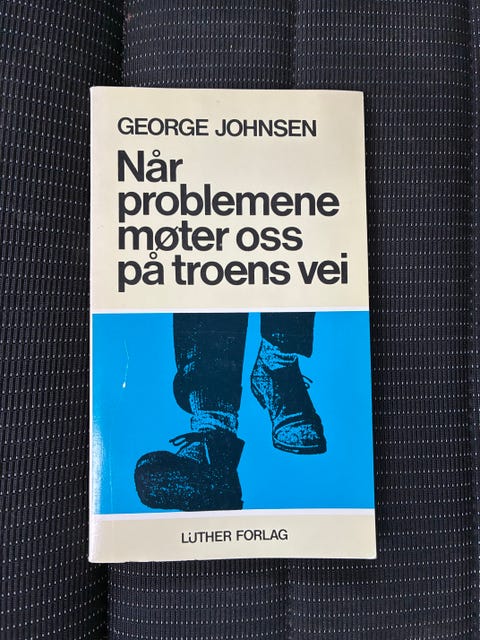 GEORGE JOHNSEN
Når
problemene
møter oss
på troens vei
LUTHER FORLAG